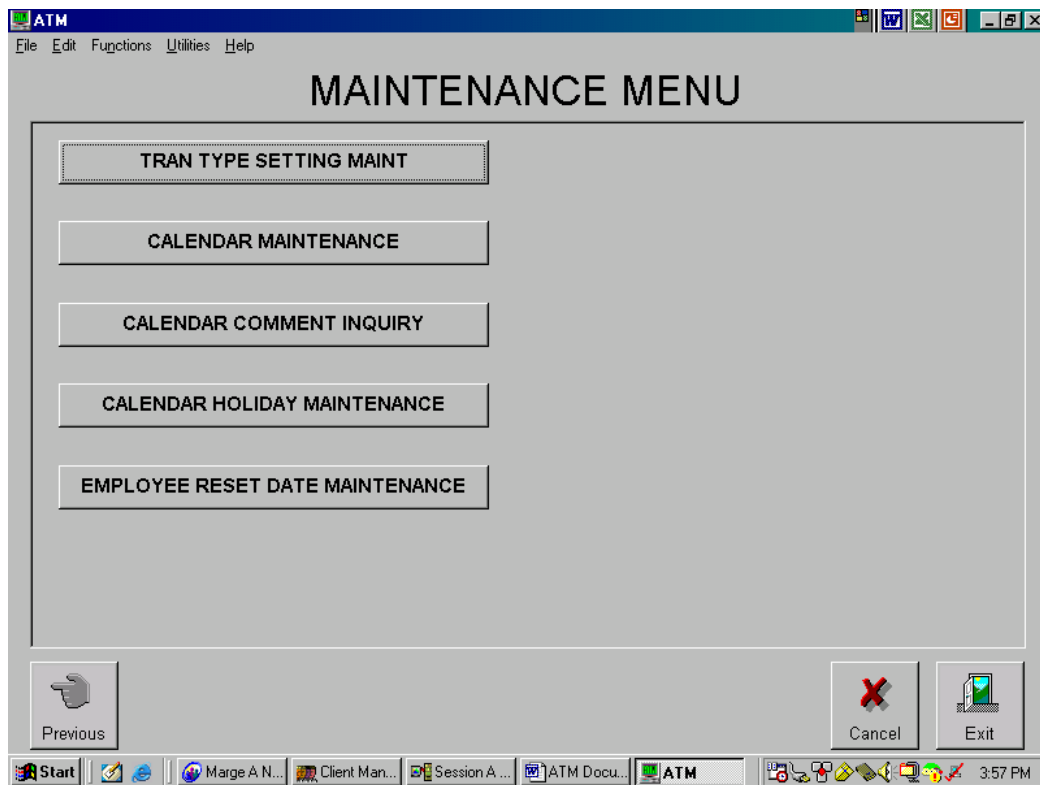 ATM
File Edit Functions Utilities Help
MAINTENANCE MENU
TRAN TYPE SETTING MAINT
CALENDAR MAINTENANCE
CALENDAR COMMENT INQUIRY
CALENDAR HOLIDAY MAINTENANCE
EMPLOYEE RESET DATE MAINTENANCE
Previous Cancel Exit
Start Marge A N... Client Man... Session A ... ATM Docu... ATM 3:57 PM